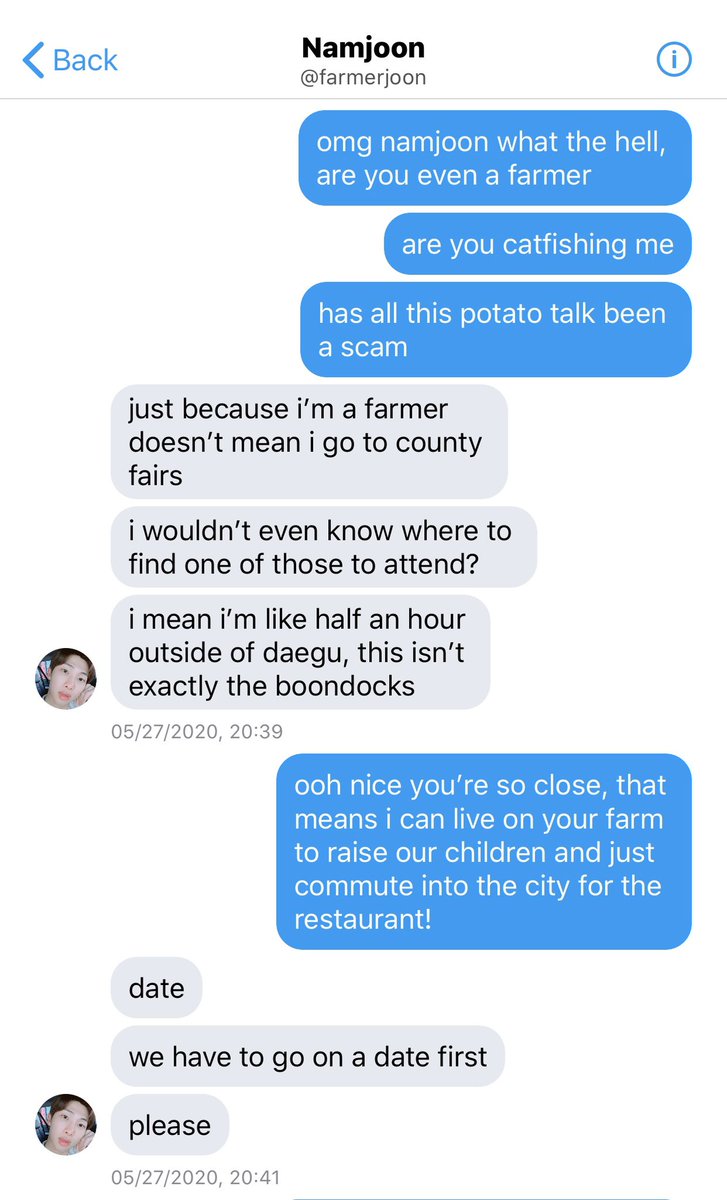 Back
Namjoon
@farmerjoon
omg namjoon what the hell,
are you even a farmer
are you catfishing me
has all this potato talk been
a scam
just because i’m a farmer
doesn’t mean i go to county
fairs
i wouldn’t even know where to
find one of those to attend?
i mean i’m like half an hour
outside of daegu, this isn’t
exactly the boondocks
05/27/2020, 20:39
ooh nice you’re so close, that
means i can live on your farm
to raise our children and just
commute into the city for the
restaurant!
date
we have to go on a date first
please
05/27/2020, 20:41